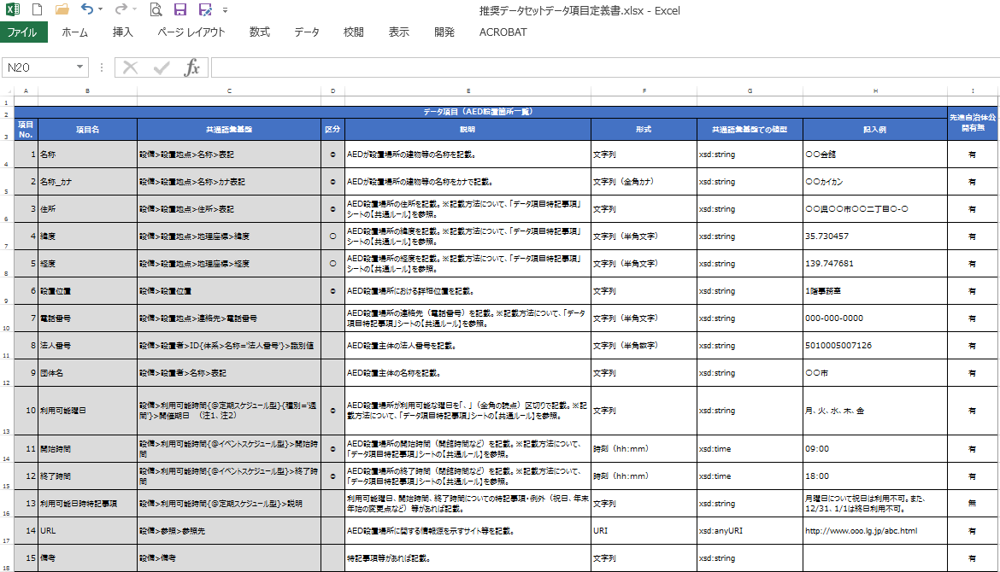 推奨データセットデータ項目定義書.xlsx - Excel
ファイル ホーム 挿入 ページ レイアウト 数式 データ 校閲 表示 開発 ACROBAT
N20 fx
A B C D E F G H I
1
2 データ項目（AED設置箇所一覧） 先進自治体公開有無
3 項目No. 項目名 共通語彙基盤 区分 説明 形式 共通語彙基盤での値型 記入例
4 1 名称 設備>設置地点>名称>表記 ◎ AEDが設置場所の建物等の名称を記載。 文字列 xsd:string 〇〇会館 有
5 2 名称_カナ 設備>設置地点>名称>カナ表記 ◎ AEDが設置場所の建物等の名称をカナで記載。 文字列（全角カナ） xsd:string 〇〇カイカン 有
6 3 住所 設備>設置地点>住所>表記 ◎ AED設置場所の住所を記載。※記載方法について、「データ項目特記事項」シートの【共通ルール】を参照。 文字列 xsd:string 〇〇県〇〇市〇〇二丁目〇-〇 有
7 4 緯度 設備>設置地点>地理座標>緯度 〇 AED設置場所の緯度を記載。※記載方法について、「データ項目特記事項」シートの【共通ルール】を参照。 文字列（半角文字） xsd:string 35.730457 有
8 5 経度 設備>設置地点>地理座標>経度 〇 AED設置場所の経度を記載。※記載方法について、「データ項目特記事項」シートの【共通ルール】を参照。 文字列（半角文字） xsd:string 139.747681 有
9 6 設置位置 設備>設置位置 ◎ AED設置場所における詳細位置を記載。 文字列 xsd:string 1階事務室 有
10 7 電話番号 設備>設置地点>連絡先>電話番号 AED設置場所の連絡先（電話番号）を記載。※記載方法について、「データ項目特記事項」シートの【共通ルール】を参照。 文字列（半角文字） xsd:string 000-000-0000 有
11 8 法人番号 設備>設置者>ID{体系>名称='法人番号'}>識別値 AED設置主体の法人番号を記載。 文字列（半角数字） xsd:string 5010005007126 有
12 9 団体名 設備>設置者>名称>表記 AED設置主体の名称を記載。 文字列 xsd:string 〇〇市 有
13 10 利用可能曜日 設備>利用可能時間{@定期スケジュール型}{種別='週間'}>開催期日　（注1、注2） ◎ AED設置場所が利用可能な曜日を「、」（全角の読点）区切りで記載。※記載方法について、「データ項目特記事項」シートの【共通ルール】を参照。 文字列 xsd:string 月、火、水、木、金 有
14 11 開始時間 設備>利用可能時間{@イベントスケジュール型}>開始時間 ◎ AED設置場所の開始時間（開館時間など）を記載。※記載方法について、「データ項目特記事項」シートの【共通ルール】を参照。 時刻（hh:mm） xsd:time 09:00 有
15 12 終了時間 設備>利用可能時間{@イベントスケジュール型}>終了時間 ◎ AED設置場所の終了時間（閉館時間など）を記載。※記載方法について、「データ項目特記事項」シートの【共通ルール】を参照。 時刻（hh:mm） xsd:time 18:00 有
16 13 利用可能日時特記事項 設備>利用可能時間{@定期スケジュール型}>説明 利用可能曜日、開始時間、終了時間についての特記事項・例外（祝日、年末年始の変更点など）等があれば記載。 文字列 xsd:string 月曜日について祝日は利用不可。また、12/31、1/1は終日利用不可。 無
17 14 URL 設備>参照>参照先 AED設置場所に関する情報源を示すサイト等を記載。 URI xsd:anyURI http://www.ooo.lg.jp/abc.html 有
18 15 備考 設備>備考 特記事項等があれば記載。 文字列 xsd:string 有